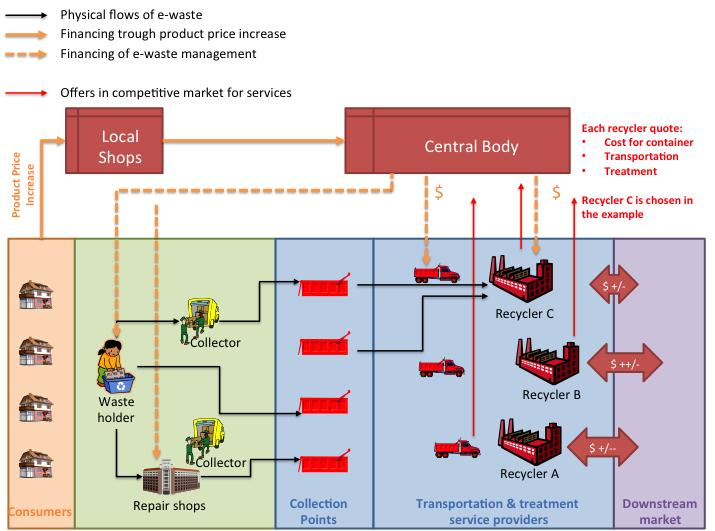 Physical flows of e-waste
Financing trough product price increase
Financing of e-waste management
Offers in competitive market for services
Local
Shops
Central Body
Each recycler quote:
• Cost for container
• Transportation
• Treatment
Recycler C is chosen in
the example
Product Price
Increase
$
$
Collector
Waste
holder
Collector
Repair shops
Recycler C
Recycler B
Recycler A
$ +/-
$ ++/-
$ +/--
Consumers
Collection
Points
Transportation & treatment
service providers
Downstream
market